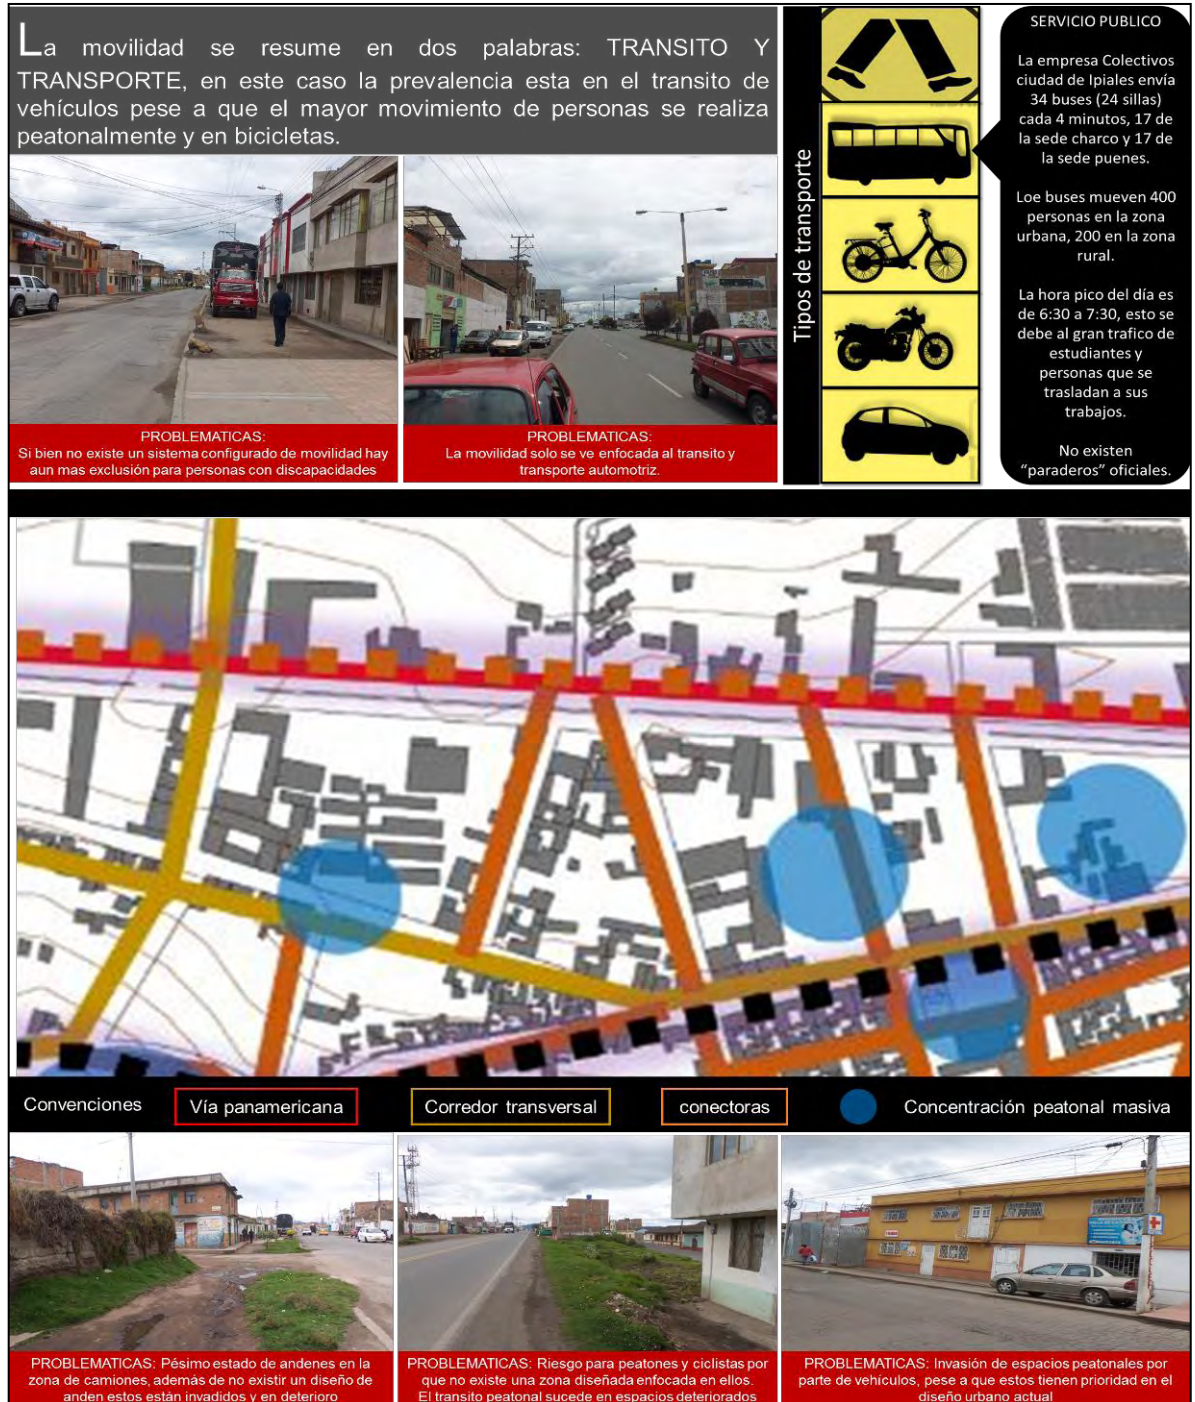 La movilidad se resume en dos palabras: TRANSITO Y
TRANSPORTE, en este caso la prevalencia esta en el transito de
vehículos pese a que el mayor movimiento de personas se realiza
peatonalmente y en bicicletas.
PROBLEMATICAS:
Si bien no existe un sistema configurado de movilidad hay
aun mas exclusión para personas con discapacidades
PROBLEMATICAS:
La movilidad solo se ve enfocada al transito y
transporte automotriz.
Tipos de transporte
SERVICIO PUBLICO
La empresa Colectivos
ciudad de Ipiales envía
34 buses (24 sillas)
cada 4 minutos, 17 de
la sede charco y 17 de
la sede puenes.
Loe buses mueven 400
personas en la zona
urbana, 200 en la zona
rural.
La hora pico del día es
de 6:30 a 7:30, esto se
debe al gran trafico de
estudiantes y
personas que se
trasladan a sus
trabajos.
No existen
"paraderos" oficiales.
Convenciones
Vía panamericana
Corredor transversal
conectoras
Concentración peatonal masiva
PROBLEMATICAS: Pésimo estado de andenes en la
zona de camiones, además de no existir un diseño de
anden estos están invadidos y en deterioro
PROBLEMATICAS: Riesgo para peatones y ciclistas por
que no existe una zona diseñada enfocada en ellos.
El transito peatonal sucede en espacios deteriorados
PROBLEMATICAS: Invasión de espacios peatonales por
parte de vehículos, pese a que estos tienen prioridad en el
diseño urbano actual